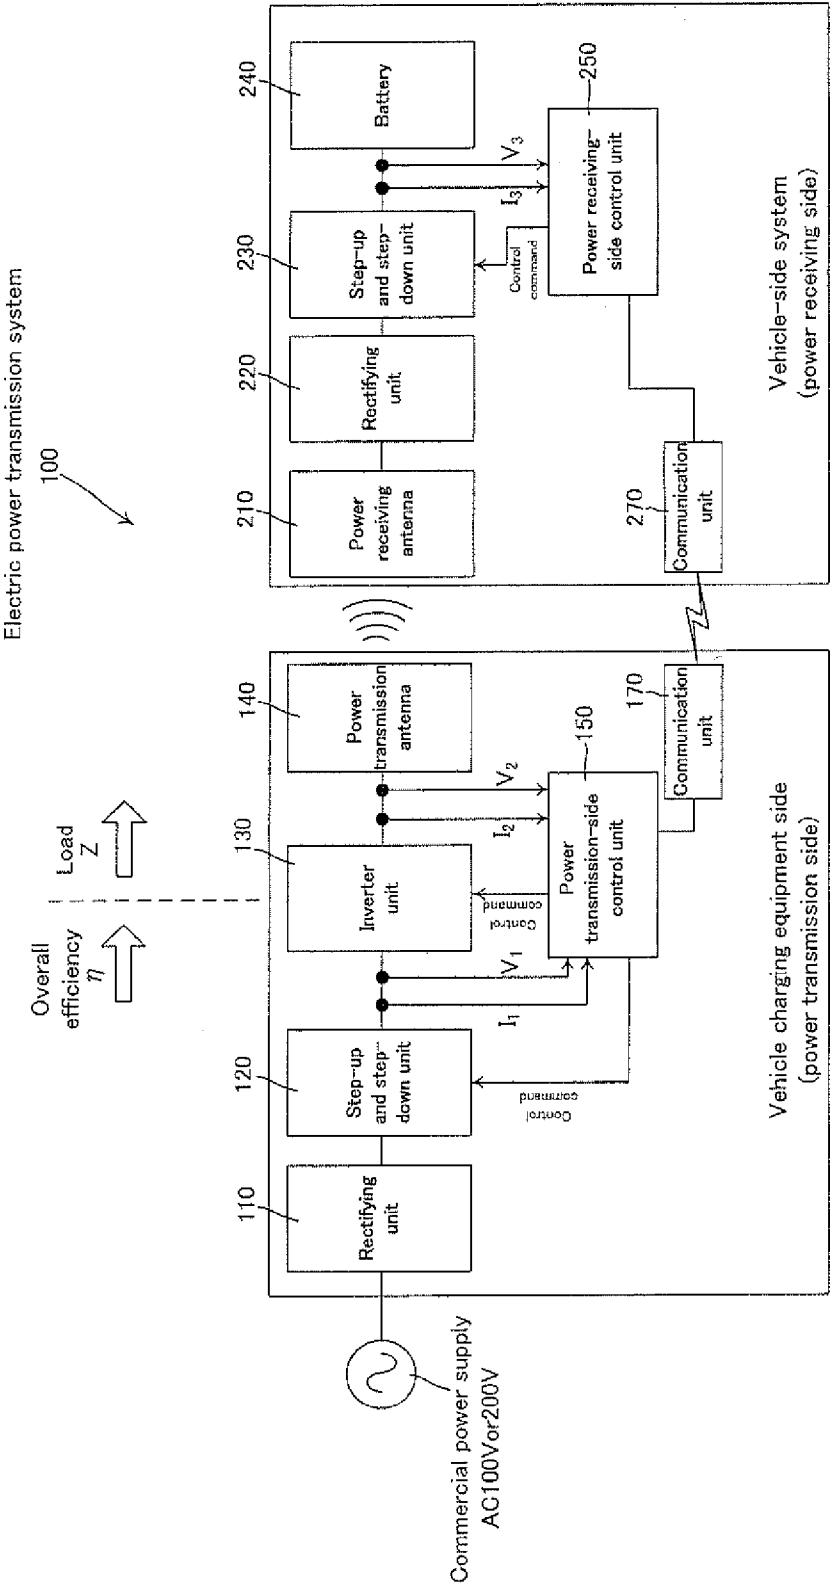 Electric power transmission system
100
Overall
efficiency
η
Load
Z
110
Rectifying
unit
120
Step-up
and step-
down unit
130
Inverter
unit
140
Power
transmission
antenna
210
Power
receiving
antenna
220
Rectifying
unit
230
Step-up
and step-
down unit
240
Battery
I1
V1
I2
V2
I3
V3
Control
command
Control
command
Control
command
150
Power
transmission-side
control unit
250
Power receiving-
side control unit
170
Communication
unit
270
Communication
unit
Commercial power supply
AC100Vor200V
Vehicle charging equipment side
(power transmission side)
Vehicle-side system
(power receiving side)